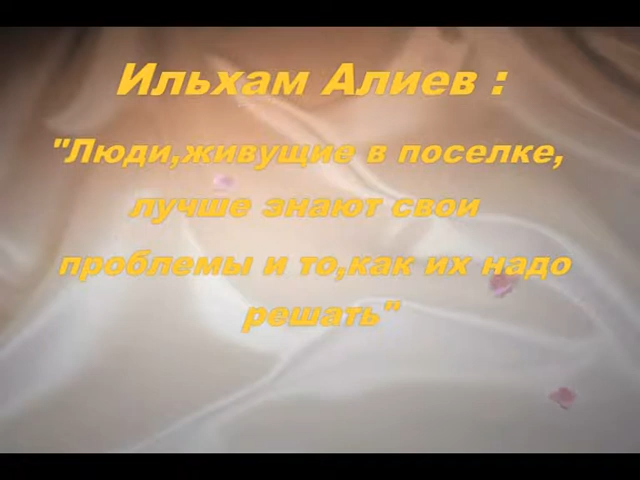 Ильхам Алиев :
"Люди,живущие в поселке,
лучше знают свои
проблемы и то,как их надо
решать"